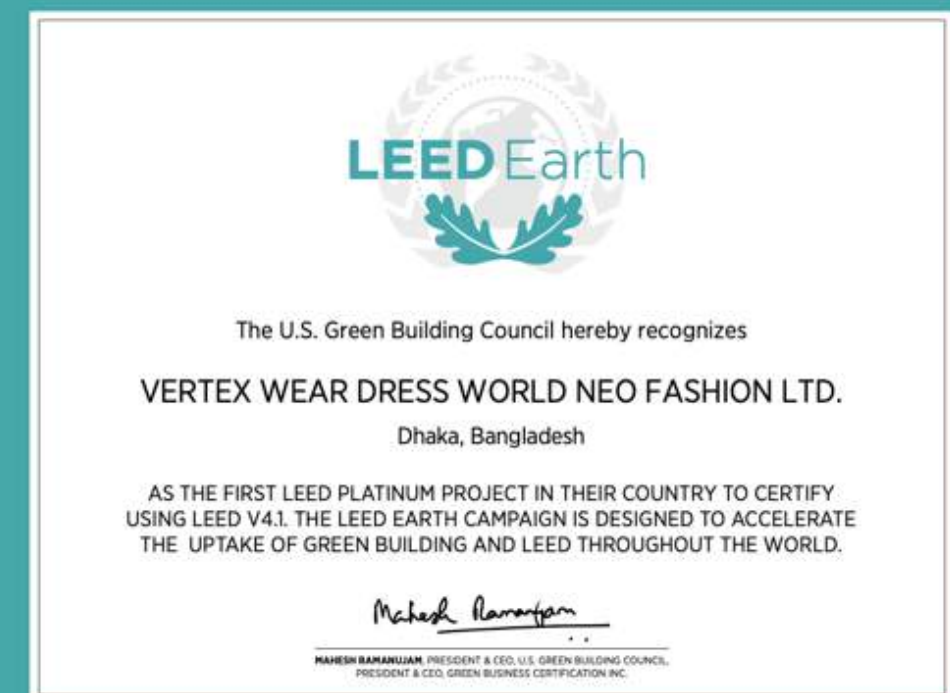 LEED Earth
The U.S. Green Building Council hereby recognizes
VERTEX WEAR DRESS WORLD NEO FASHION LTD.
Dhaka, Bangladesh
AS THE FIRST LEED PLATINUM PROJECT IN THEIR COUNTRY TO CERTIFY
USING LEED V4.1. THE LEED EARTH CAMPAIGN IS DESIGNED TO ACCELERATE
THE UPTAKE OF GREEN BUILDING AND LEED THROUGHOUT THE WORLD.
Mahesh Ramanujam
MAHESH RAMANUJAM, PRESIDENT & CEO, U.S. GREEN BUILDING COUNCIL,
PRESIDENT & CEO, GREEN BUSINESS CERTIFICATION INC.